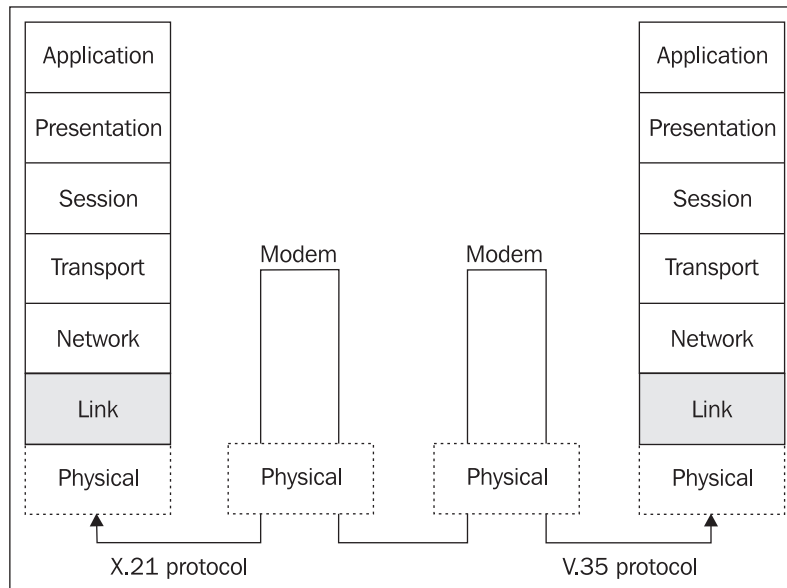 Application
Presentation
Session
Transport
Network
Link
Physical
Modem
Physical
Modem
Physical
Application
Presentation
Session
Transport
Network
Link
Physical
X.21 protocol
V.35 protocol